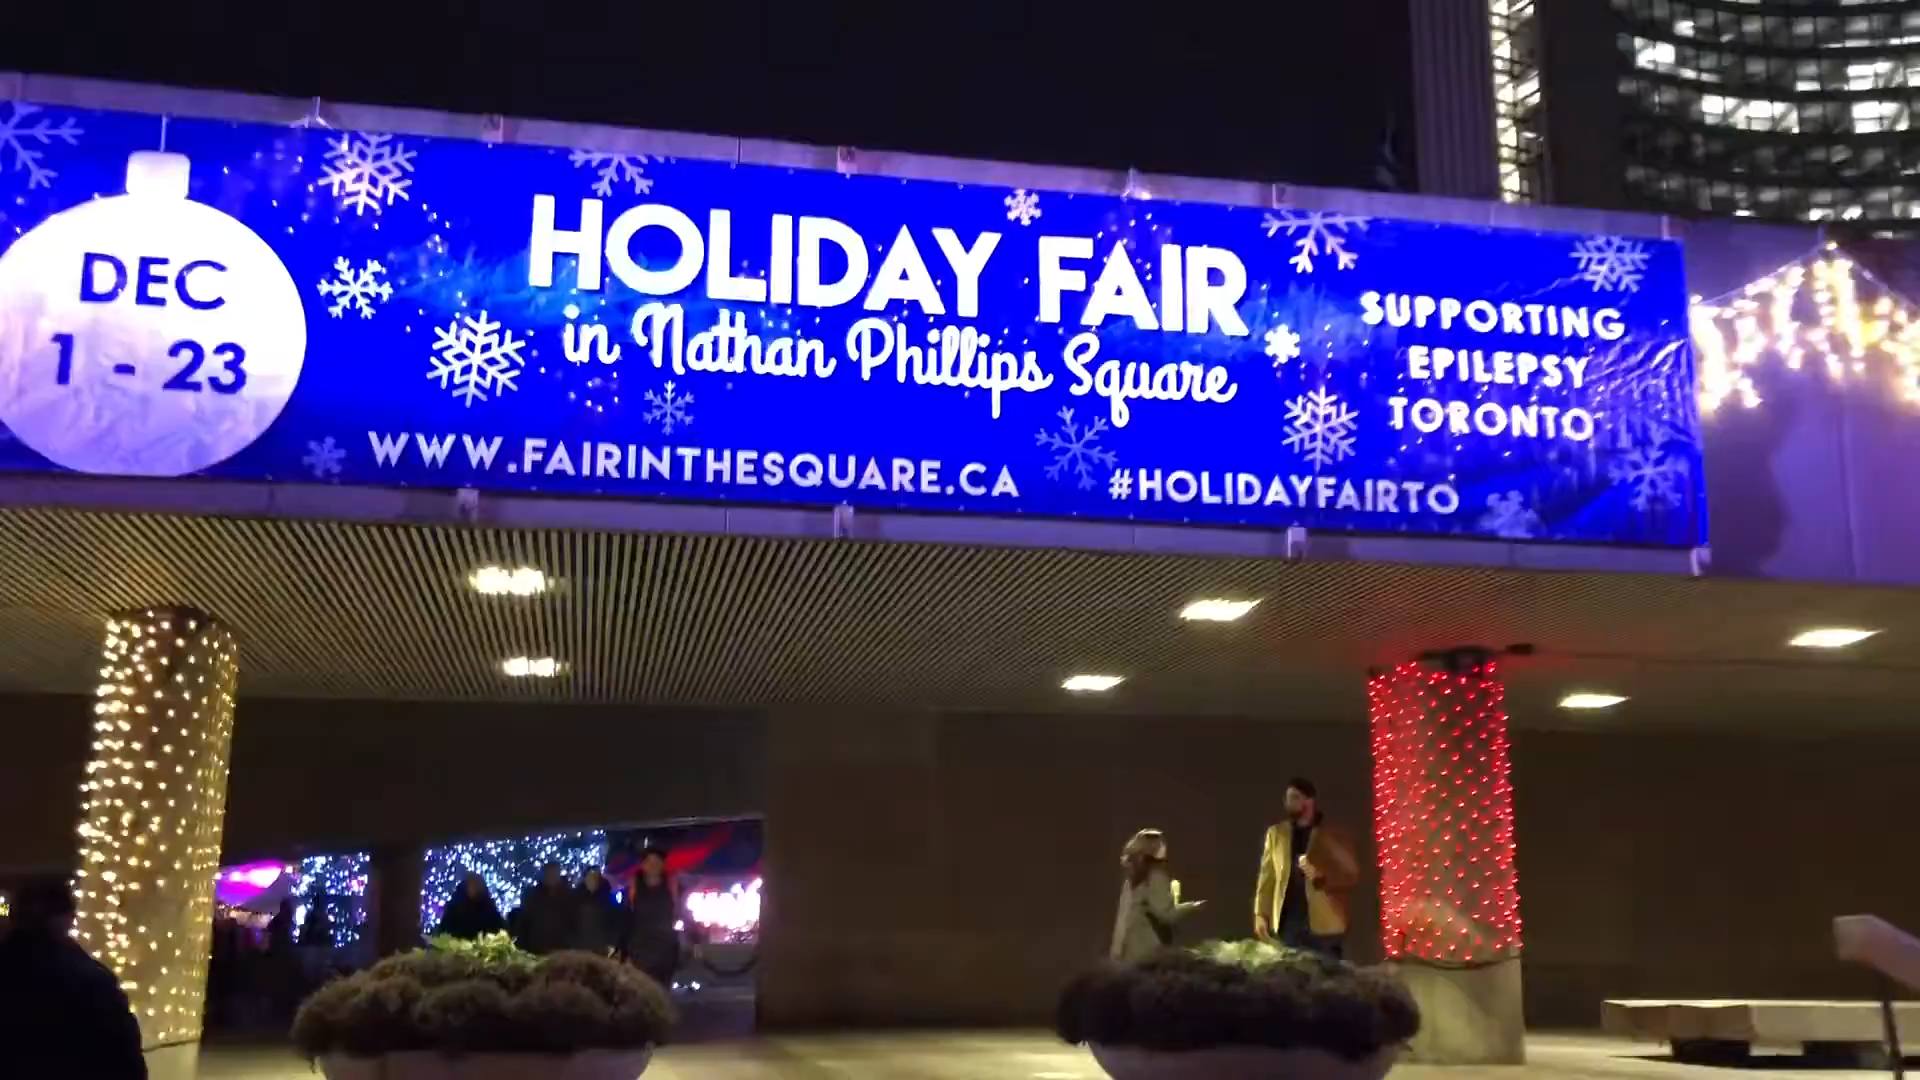 DEC
1 - 23
HOLIDAY FAIR
in Nathan Phillips Square
WWW.FAIRINTHESQUARE.CA
#HOLIDAYFAIRTO
SUPPORTING
EPILEPSY
TORONTO